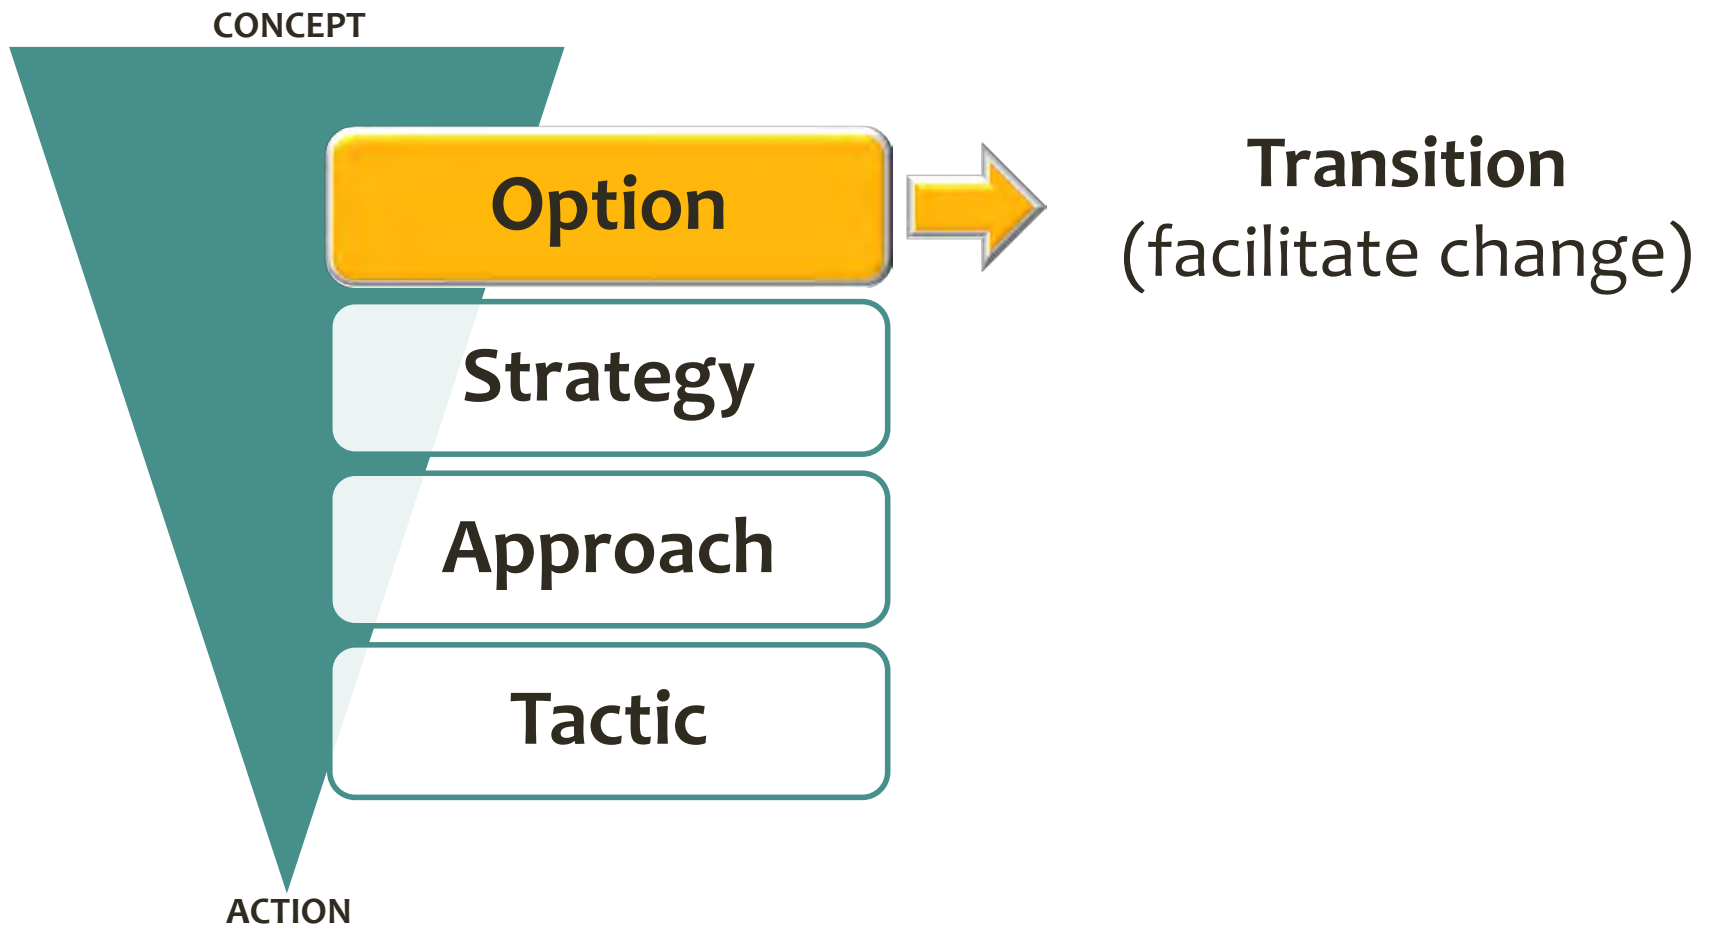 CONCEPT
Option
Transition
(facilitate change)
Strategy
Approach
Tactic
ACTION